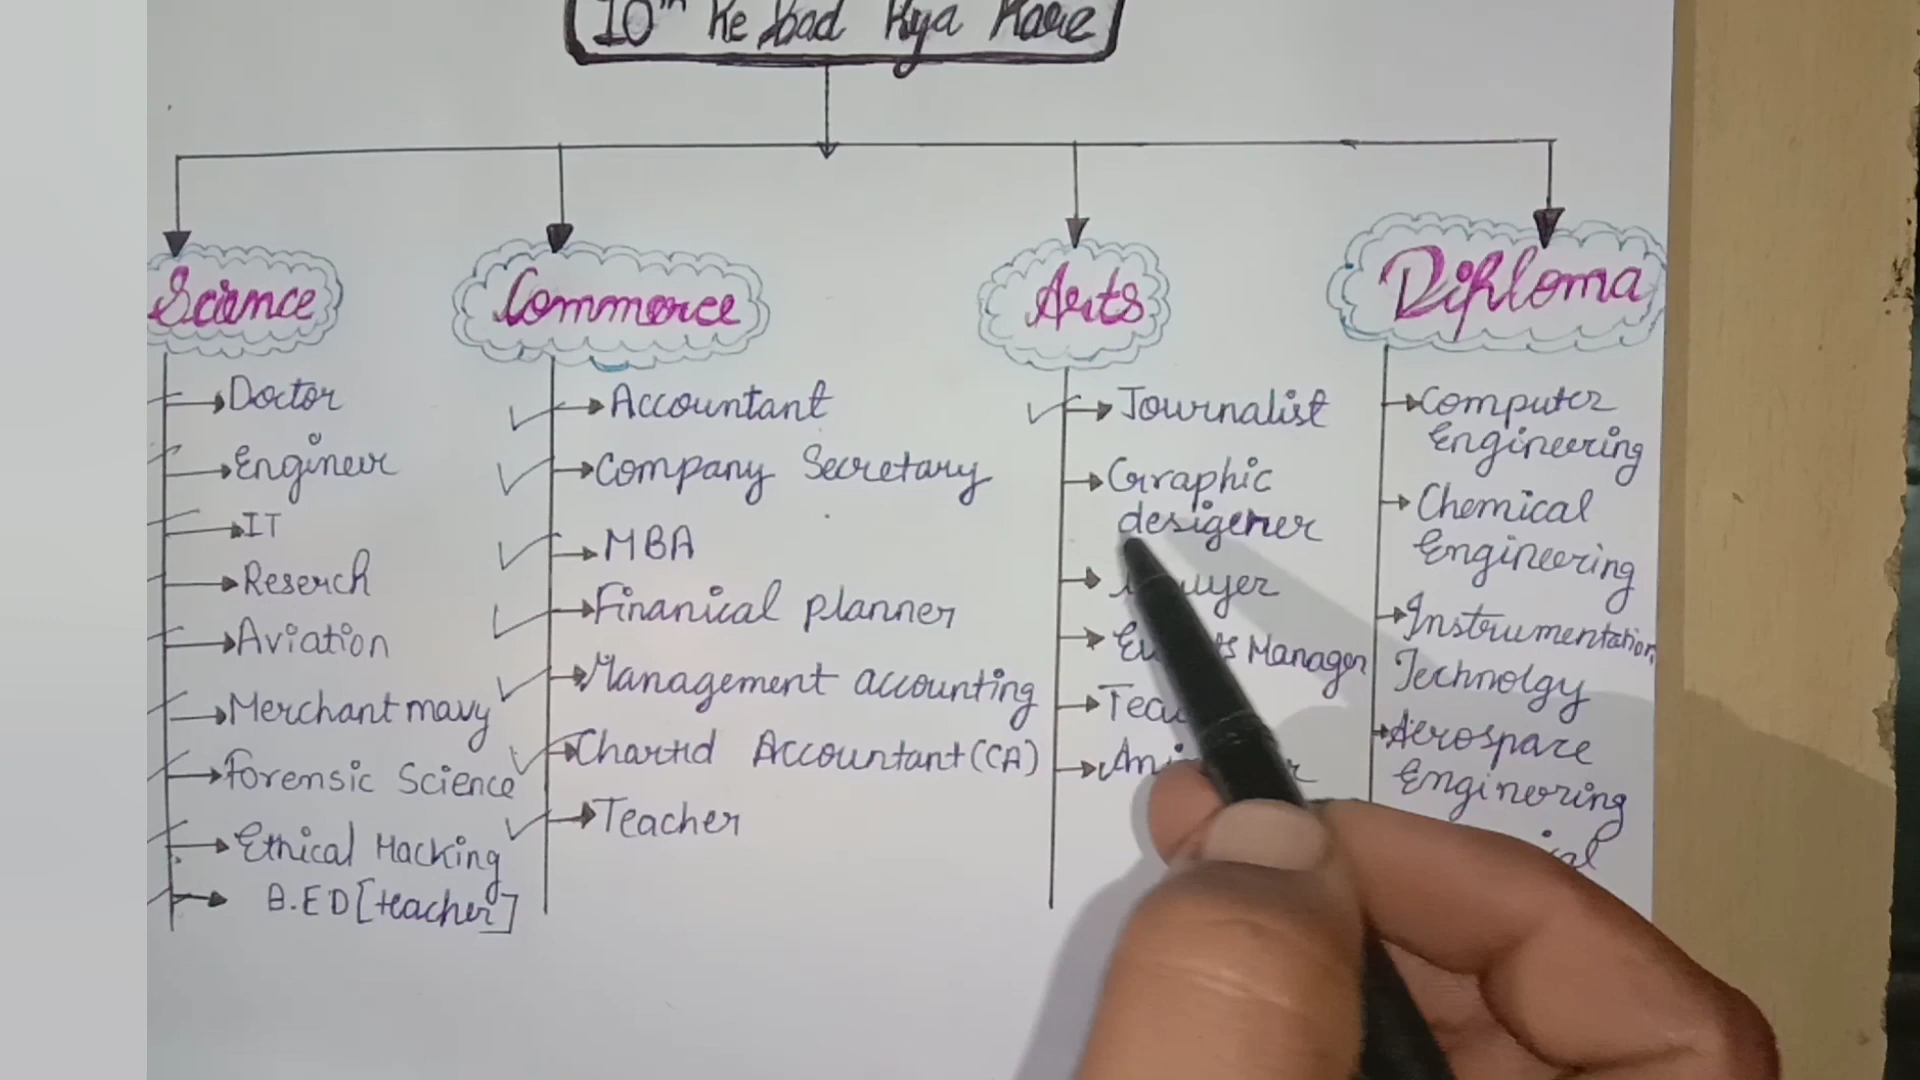 10th Ke bad Kya Kare
Science
Doctor
Engineer
IT
Reserch
Aviation
Merchant mavy
Forensic Science
Ethical Hacking
B.ED [teacher]
Commerce
Accountant
Company Secretary
MBA
Finanical planner
Management accounting
Chartd Accountant (CA)
Teacher
Arts
Journalist
Graphic
desigener
Manager
Diploma
Computer
Engineering
Chemical
Engineering
Instrumentation
Technolgy
Aerospace
Engineering